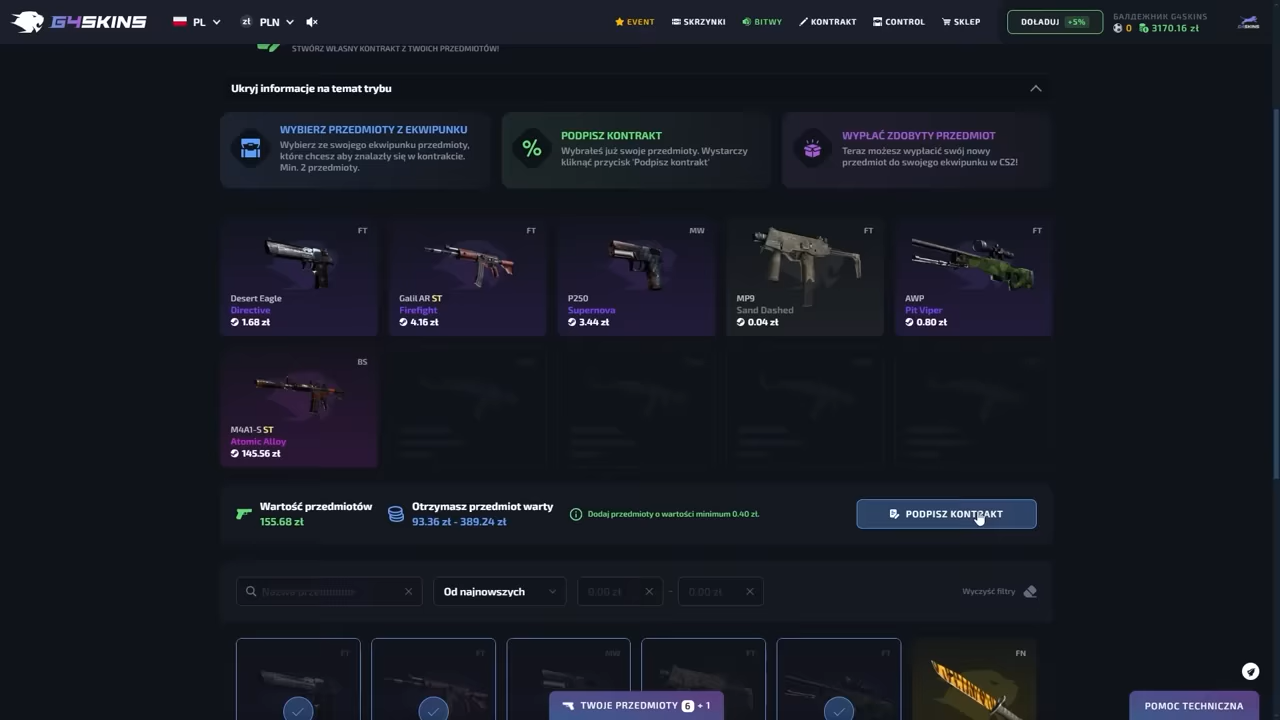 G4SKINS
PL
zł PLN
EVENT
SKRZYNKI
BITWY
KONTRAKT
CONTROL
SKLEP
DOŁADUJ +5%
БАЛДЕЖНИК G4SKINS
0 3170.16 zł
STWÓRZ WŁASNY KONTRAKT Z TWOICH PRZEDMIOTÓW!
Ukryj informacje na temat trybu
WYBIERZ PRZEDMIOTY Z EKWIPUNKU
Wybierz ze swojego ekwipunku przedmioty,
które chcesz aby znalazły się w kontrakcie.
Min. 2 przedmioty.
PODPISZ KONTRAKT
Wybrałeś już swoje przedmioty. Wystarczy
kliknąć przycisk 'Podpisz kontrakt'
WYPŁAĆ ZDOBYTY PRZEDMIOT
Teraz możesz wypłacić swój nowy
przedmiot do swojego ekwipunku w CS2!
FT
Desert Eagle
Directive
1.68 zł
FT
Galil AR ST
Firefight
4.16 zł
MW
P250
Supernova
3.44 zł
FT
MP9
Sand Dashed
0.04 zł
FT
AWP
Pit Viper
0.80 zł
BS
M4A1-S ST
Atomic Alloy
145.56 zł
Wartość przedmiotów
155.68 zł
Otrzymasz przedmiot warty
93.36 zł - 389.24 zł
Dodaj przedmioty o wartości minimum 0.40 zł.
PODPISZ KONTRAKT
Nazwa przedmiotu
Od najnowszych
0.00 zł
-
0.00 zł
Wyczyść filtry
FT
FT
MW
FT
FT
FN
TWOJE PRZEDMIOTY 6 + 1
POMOC TECHNICZNA